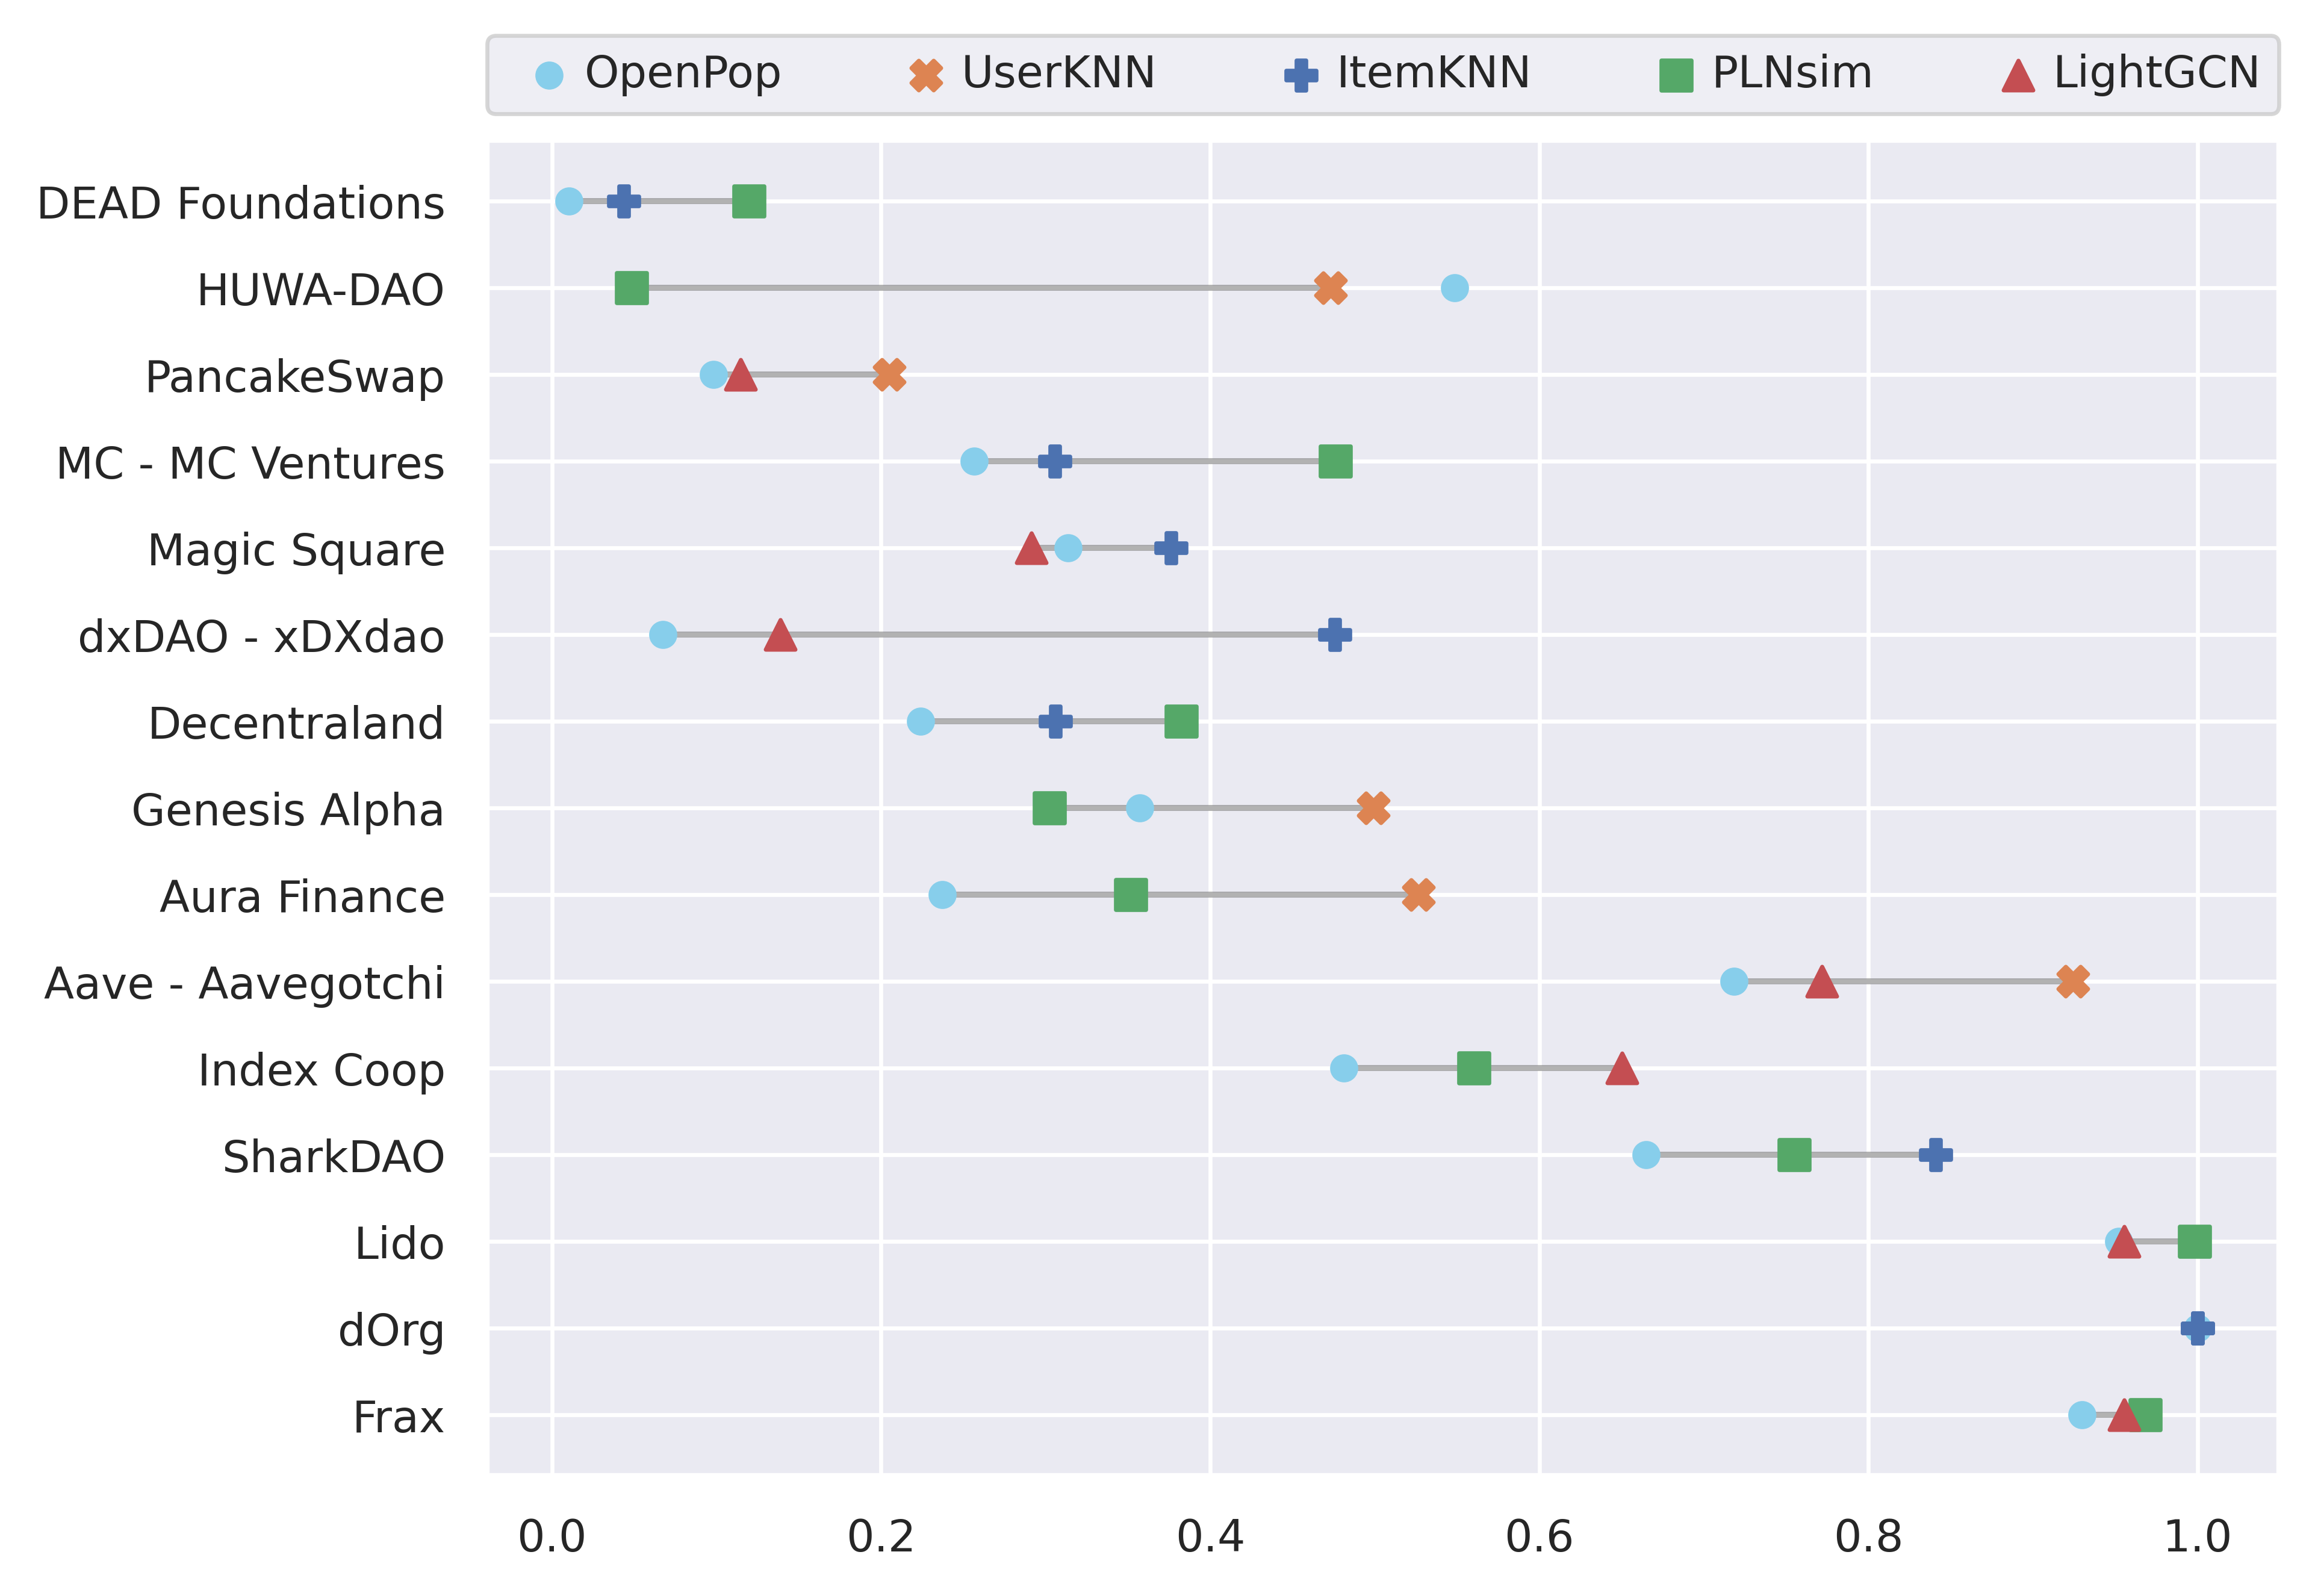 OpenPop UserKNN ItemKNN PLNsim LightGCN
DEAD Foundations
HUWA-DAO
PancakeSwap
MC - MC Ventures
Magic Square
dxDAO - xDXdao
Decentraland
Genesis Alpha
Aura Finance
Aave - Aavegotchi
Index Coop
SharkDAO
Lido
dOrg
Frax
0.0 0.2 0.4 0.6 0.8 1.0